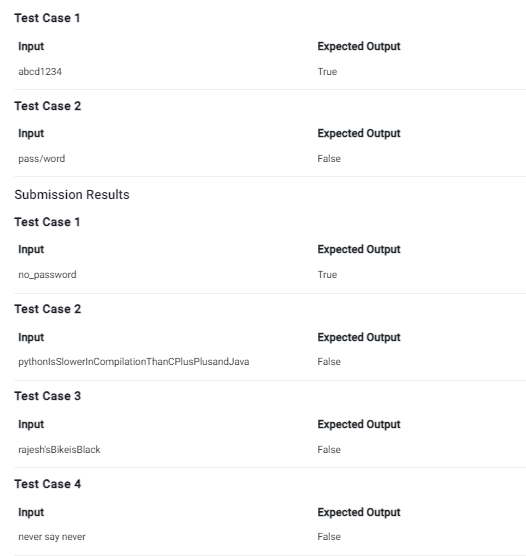 Test Case 1
Input Expected Output
abcd1234 True
Test Case 2
Input Expected Output
pass/word False
Submission Results
Test Case 1
Input Expected Output
no_password True
Test Case 2
Input Expected Output
pythonIsSlowerInCompilationThanCPlusPlusandJava False
Test Case 3
Input Expected Output
rajesh'sBikeisBlack False
Test Case 4
Input Expected Output
never say never False